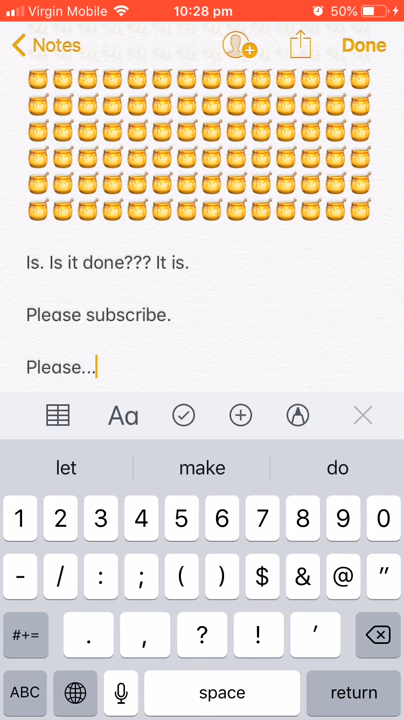 Virgin Mobile 10:28 pm 50%
Notes Done
🍯🍯🍯🍯🍯🍯🍯🍯🍯🍯🍯🍯🍯
🍯🍯🍯🍯🍯🍯🍯🍯🍯🍯🍯🍯🍯
🍯🍯🍯🍯🍯🍯🍯🍯🍯🍯🍯🍯🍯
🍯🍯🍯🍯🍯🍯🍯🍯🍯🍯🍯🍯🍯
🍯🍯🍯🍯🍯🍯🍯🍯🍯🍯🍯🍯🍯
🍯🍯🍯🍯🍯🍯🍯🍯🍯🍯🍯🍯🍯
Is. Is it done??? It is.
Please subscribe.
Please...
Aa
let make do
1 2 3 4 5 6 7 8 9 0
- / : ; ( ) $ & @ "
#+= . , ? ! '
ABC space return